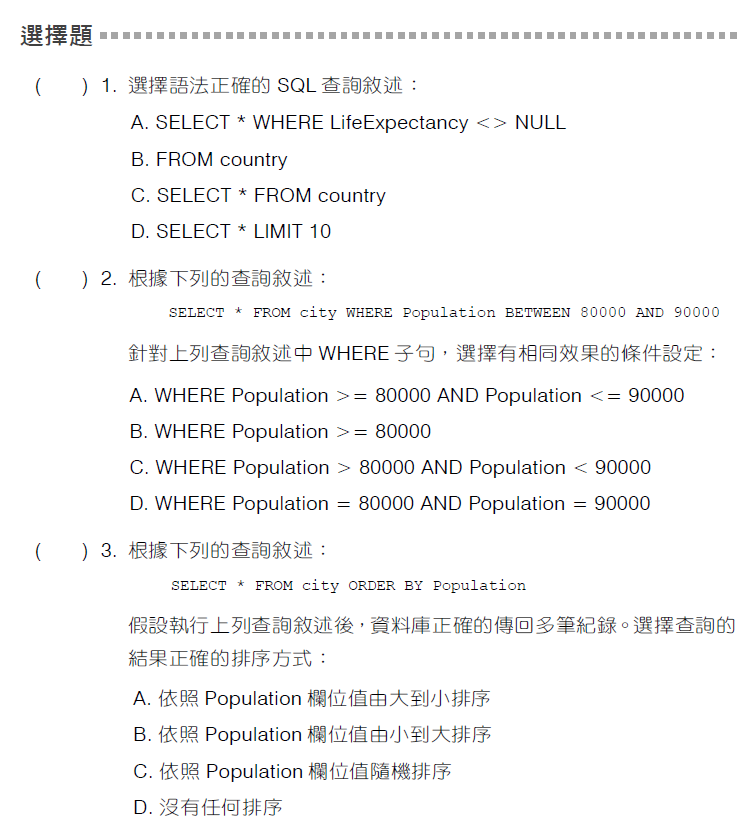 選擇題
( ) 1. 選擇語法正確的 SQL 查詢敘述：
A. SELECT * WHERE LifeExpectancy <> NULL
B. FROM country
C. SELECT * FROM country
D. SELECT * LIMIT 10
( ) 2. 根據下列的查詢敘述：
SELECT * FROM city WHERE Population BETWEEN 80000 AND 90000
針對上列查詢敘述中 WHERE 子句，選擇有相同效果的條件設定：
A. WHERE Population >= 80000 AND Population <= 90000
B. WHERE Population >= 80000
C. WHERE Population > 80000 AND Population < 90000
D. WHERE Population = 80000 AND Population = 90000
( ) 3. 根據下列的查詢敘述：
SELECT * FROM city ORDER BY Population
假設執行上列查詢敘述後，資料庫正確的傳回多筆紀錄。選擇查詢的
結果正確的排序方式：
A. 依照 Population 欄位值由大到小排序
B. 依照 Population 欄位值由小到大排序
C. 依照 Population 欄位值隨機排序
D. 沒有任何排序